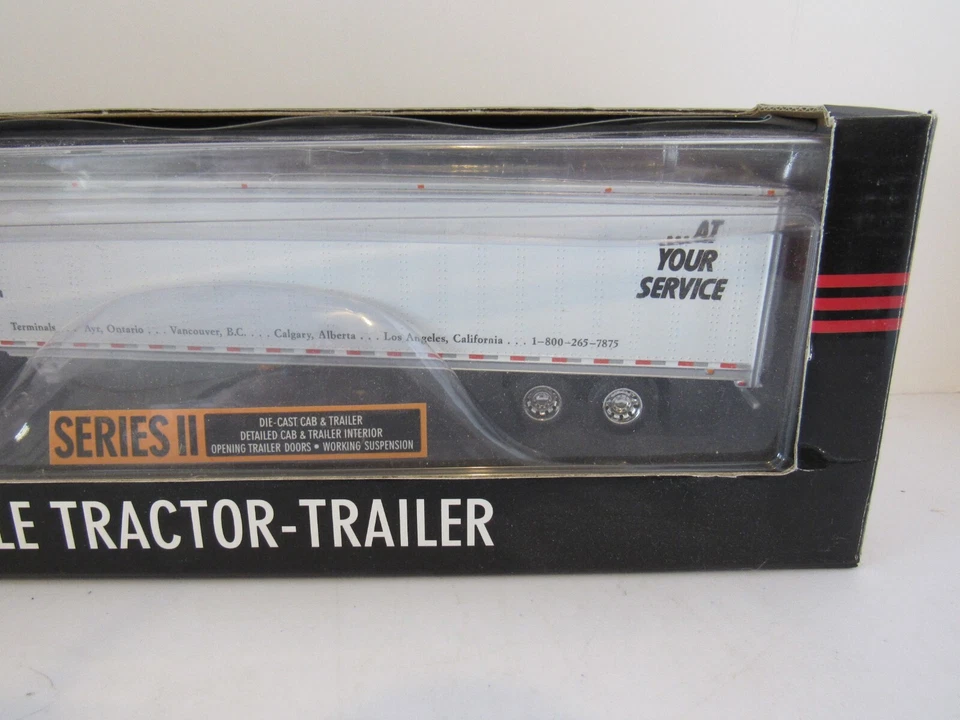 ... AT
YOUR
SERVICE
Terminals . . . Ayr, Ontario . . . Vancouver, B.C. . . . Calgary, Alberta . . . Los Angeles, California . . . 1-800-265-7875
SERIES II
DIE-CAST CAB & TRAILER
DETAILED CAB & TRAILER INTERIOR
OPENING TRAILER DOORS • WORKING SUSPENSION
LE TRACTOR-TRAILER